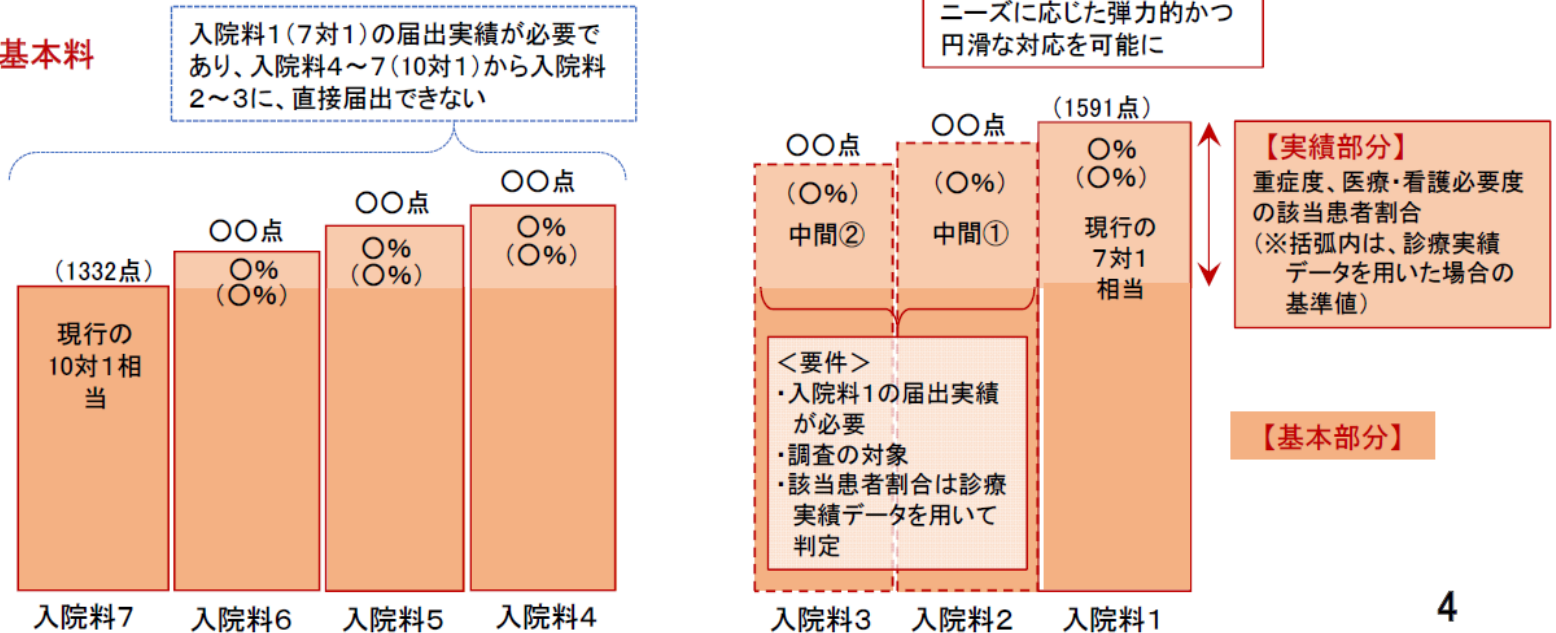 基本料
入院料1(7対1)の届出実績が必要で
あり、入院料4~7(10対1)から入院料
2~3に、直接届出できない
ニーズに応じた弾力的かつ
円滑な対応を可能に
(1332点)
現行の
10対1相
当
〇〇点
〇%
(〇%)
〇〇点
〇%
(〇%)
〇〇点
〇%
(〇%)
〇〇点
(〇%)
中間②
〇〇点
(〇%)
中間①
(1591点)
〇%
(〇%)
現行の
7対1
相当
<要件>
・入院料1の届出実績
が必要
・調査の対象
・該当患者割合は診療
実績データを用いて
判定
【実績部分】
重症度、医療・看護必要度
の該当患者割合
(※括弧内は、診療実績
データを用いた場合の
基準値)
【基本部分】
入院料7
入院料6
入院料5
入院料4
入院料3
入院料2
入院料1
4